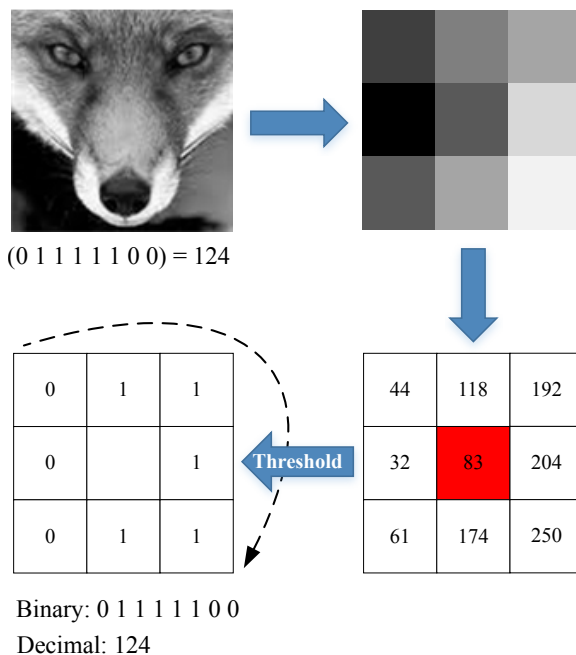 (0 1 1 1 1 1 0 0) = 124
0 1 1
0 1
0 1 1
Threshold
44 118 192
32 83 204
61 174 250
Binary: 0 1 1 1 1 1 0 0
Decimal: 124